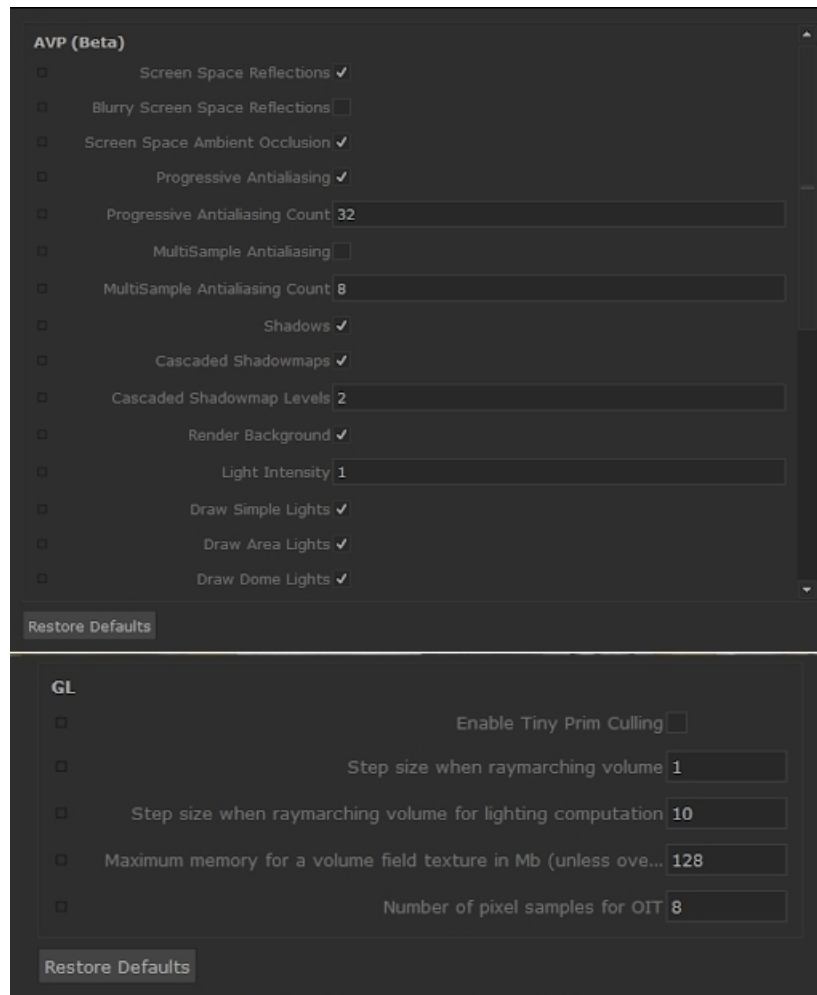 AVP (Beta)
Screen Space Reflections
Blurry Screen Space Reflections
Screen Space Ambient Occlusion
Progressive Antialiasing
Progressive Antialiasing Count 32
MultiSample Antialiasing
MultiSample Antialiasing Count 8
Shadows
Cascaded Shadowmaps
Cascaded Shadowmap Levels 2
Render Background
Light Intensity 1
Draw Simple Lights
Draw Area Lights
Draw Dome Lights
Restore Defaults
GL
Enable Tiny Prim Culling
Step size when raymarching volume 1
Step size when raymarching volume for lighting computation 10
Maximum memory for a volume field texture in Mb (unless ove... 128
Number of pixel samples for OIT 8
Restore Defaults